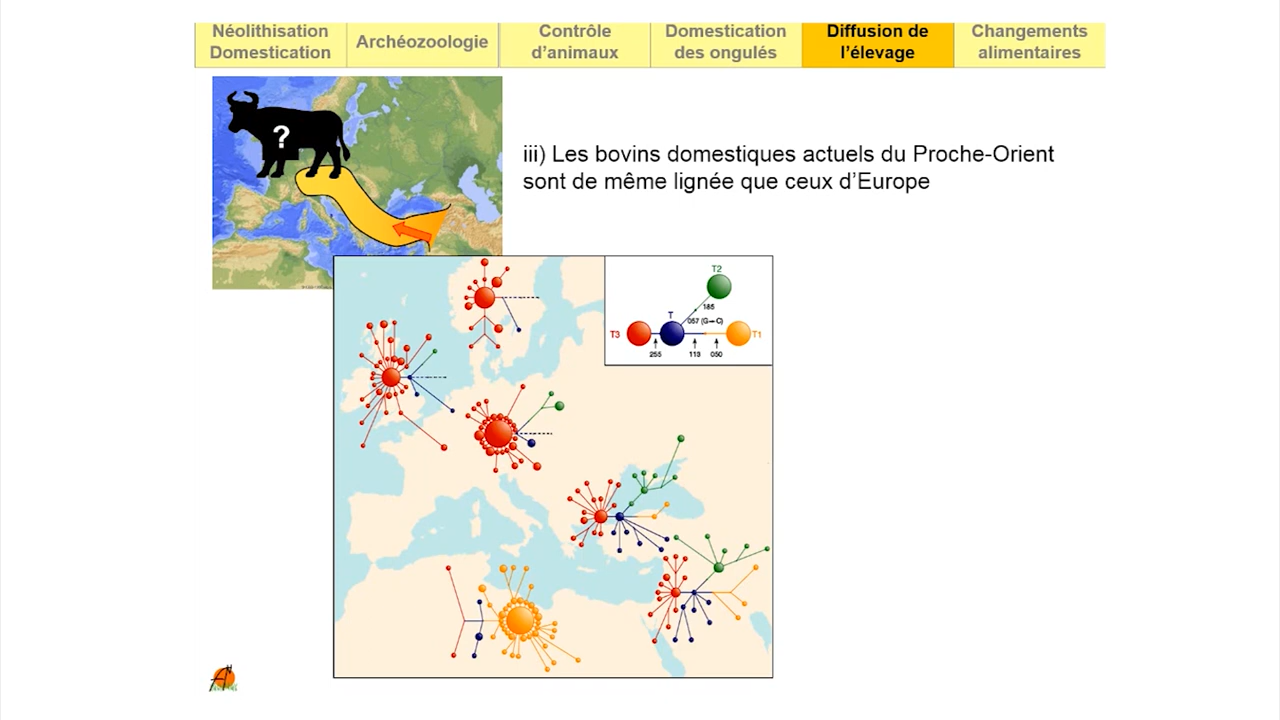 Néolithisation
Domestication
Archéozoologie
Contrôle
d'animaux
Domestication
des ongulés
Diffusion de
l'élevage
Changements
alimentaires
?
iii) Les bovins domestiques actuels du Proche-Orient
sont de même lignée que ceux d'Europe
T2
185
T
057 (G→C)
T3
T1
255
113
050